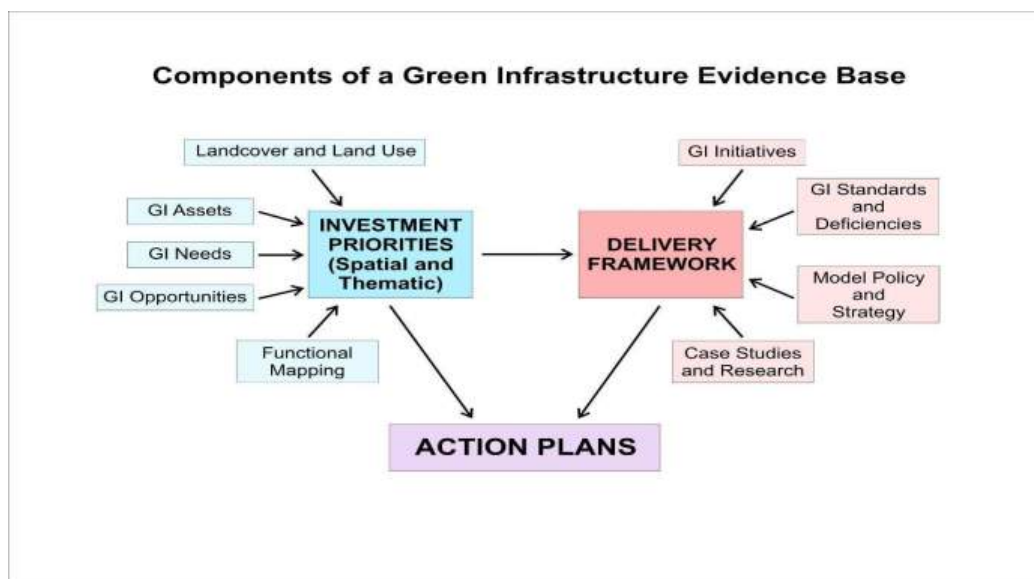 Components of a Green Infrastructure Evidence Base
Landcover and Land Use
GI Assets
GI Needs
GI Opportunities
Functional
Mapping
INVESTMENT
PRIORITIES
(Spatial and
Thematic)
GI Initiatives
GI Standards
and
Deficiencies
DELIVERY
FRAMEWORK
Model Policy
and
Strategy
Case Studies
and Research
ACTION PLANS